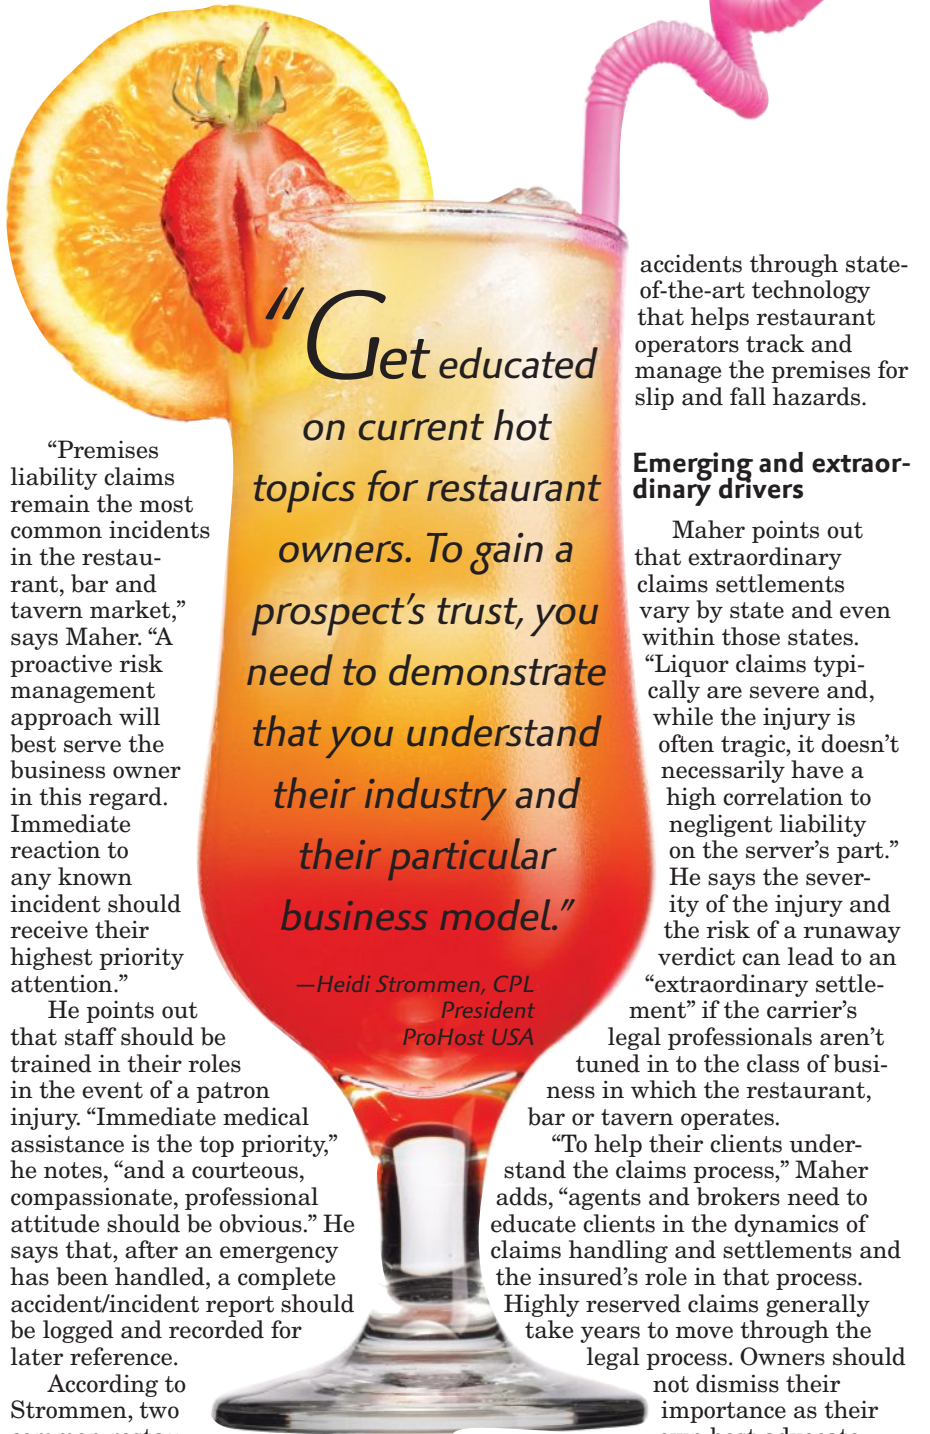 “Premises
liability claims
remain the most
common incidents
in the restau-
rant, bar and
tavern market,”
says Maher. “A
proactive risk
management
approach will
best serve the
business owner
in this regard.
Immediate
reaction to
any known
incident should
receive their
highest priority
attention.”
He points out
that staff should be
trained in their roles
in the event of a patron
injury. “Immediate medical
assistance is the top priority,”
he notes, “and a courteous,
compassionate, professional
attitude should be obvious.” He
says that, after an emergency
has been handled, a complete
accident/incident report should
be logged and recorded for
later reference.
According to
Strommen, two
“Get educated
on current hot
topics for restaurant
owners. To gain a
prospect’s trust, you
need to demonstrate
that you understand
their industry and
their particular
business model.”
—Heidi Strommen, CPL
President
ProHost USA
accidents through state-
of-the-art technology
that helps restaurant
operators track and
manage the premises for
slip and fall hazards.
Emerging and extraor-
dinary drivers
Maher points out
that extraordinary
claims settlements
vary by state and even
within those states.
“Liquor claims typi-
cally are severe and,
while the injury is
often tragic, it doesn’t
necessarily have a
high correlation to
negligent liability
on the server’s part.”
He says the sever-
ity of the injury and
the risk of a runaway
verdict can lead to an
“extraordinary settle-
ment” if the carrier’s
legal professionals aren’t
tuned in to the class of busi-
ness in which the restaurant,
bar or tavern operates.
“To help their clients under-
stand the claims process,” Maher
adds, “agents and brokers need to
educate clients in the dynamics of
claims handling and settlements and
the insured’s role in that process.
Highly reserved claims generally
take years to move through the
legal process. Owners should
not dismiss their
importance as their